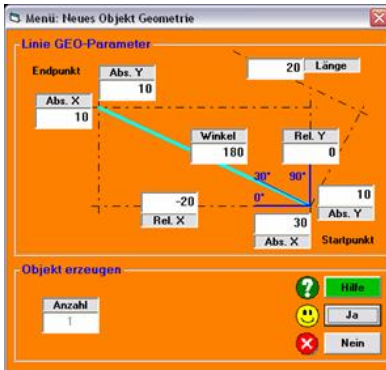 Menü: Neues Objekt Geometrie
Linie GEO-Parameter
20 Länge
Endpunkt Abs. Y
10
Abs. X
10
Winkel
180
Rel. Y
0
30° 90°
0°
-20
Rel. X
10
Abs. Y
30
Abs. X
Startpunkt
Objekt erzeugen
Anzahl
1
? Hilfe
Ja
Nein